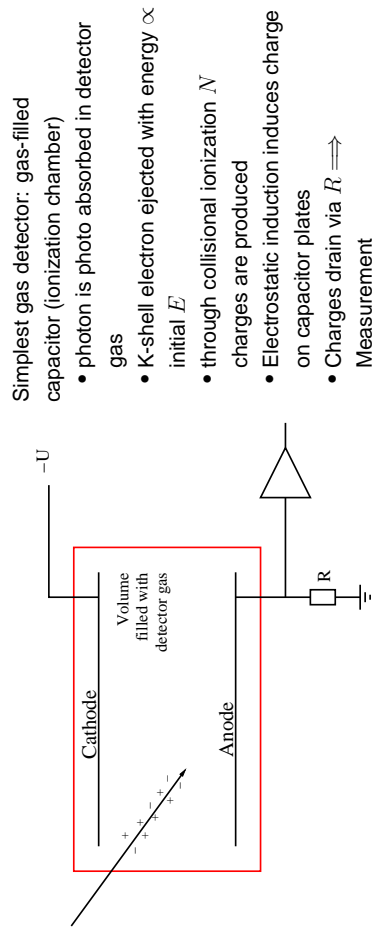 Simplest gas detector: gas-filled
capacitor (ionization chamber)
• photon is photo absorbed in detector
gas
• K-shell electron ejected with energy ∝
initial E
• through collisional ionization N
charges are produced
• Electrostatic induction induces charge
on capacitor plates
• Charges drain via R ⟹
Measurement
−U
Cathode
Volume
filled with
detector gas
+ − + − + − + −
− + − + + −
Anode
R